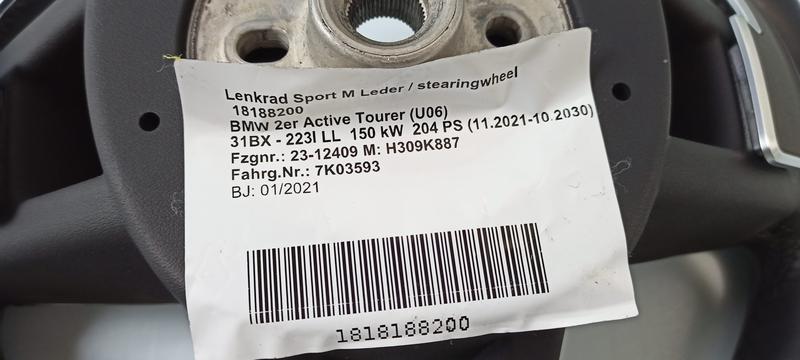 Lenkrad Sport M Leder / stearingwheel
18188200
BMW 2er Active Tourer (U06)
31BX - 223I LL 150 kW 204 PS (11.2021-10.2030)
Fzgnr.: 23-12409 M: H309K887
Fahrg.Nr.: 7K03593
BJ: 01/2021
1818188200